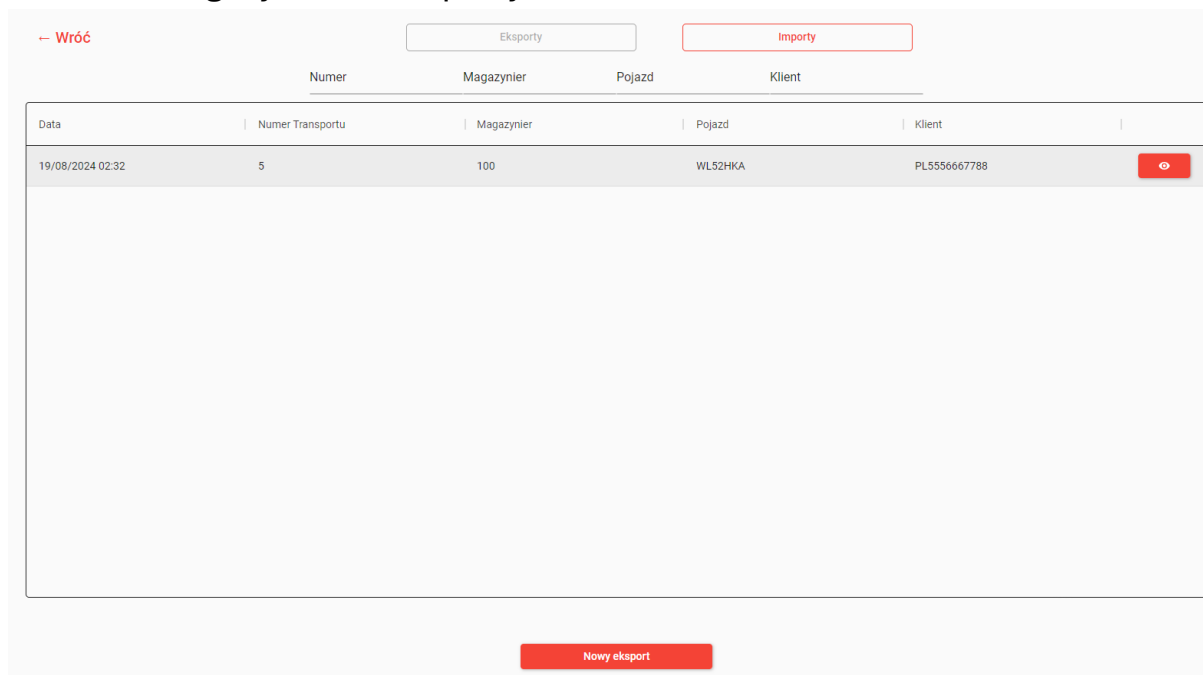 ← Wróć Eksporty Importy
Numer Magazynier Pojazd Klient
Data Numer Transportu Magazynier Pojazd Klient
19/08/2024 02:32 5 100 WL52HKA PL5556667788
Nowy eksport